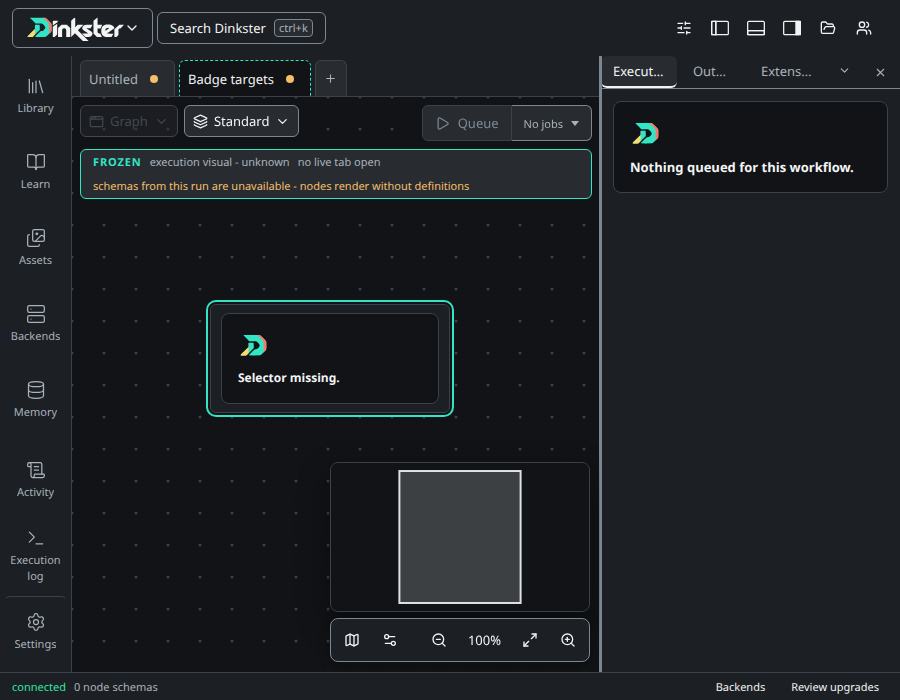 Dinkster
Search Dinkster ctrl+k
Library
Learn
Assets
Backends
Memory
Activity
Execution
log
Settings
Untitled
Badge targets
+
Graph
Standard
Queue
No jobs
FROZEN execution visual - unknown no live tab open
schemas from this run are unavailable - nodes render without definitions
Selector missing.
100%
Execut...
Out...
Extens...
Nothing queued for this workflow.
connected 0 node schemas
Backends
Review upgrades